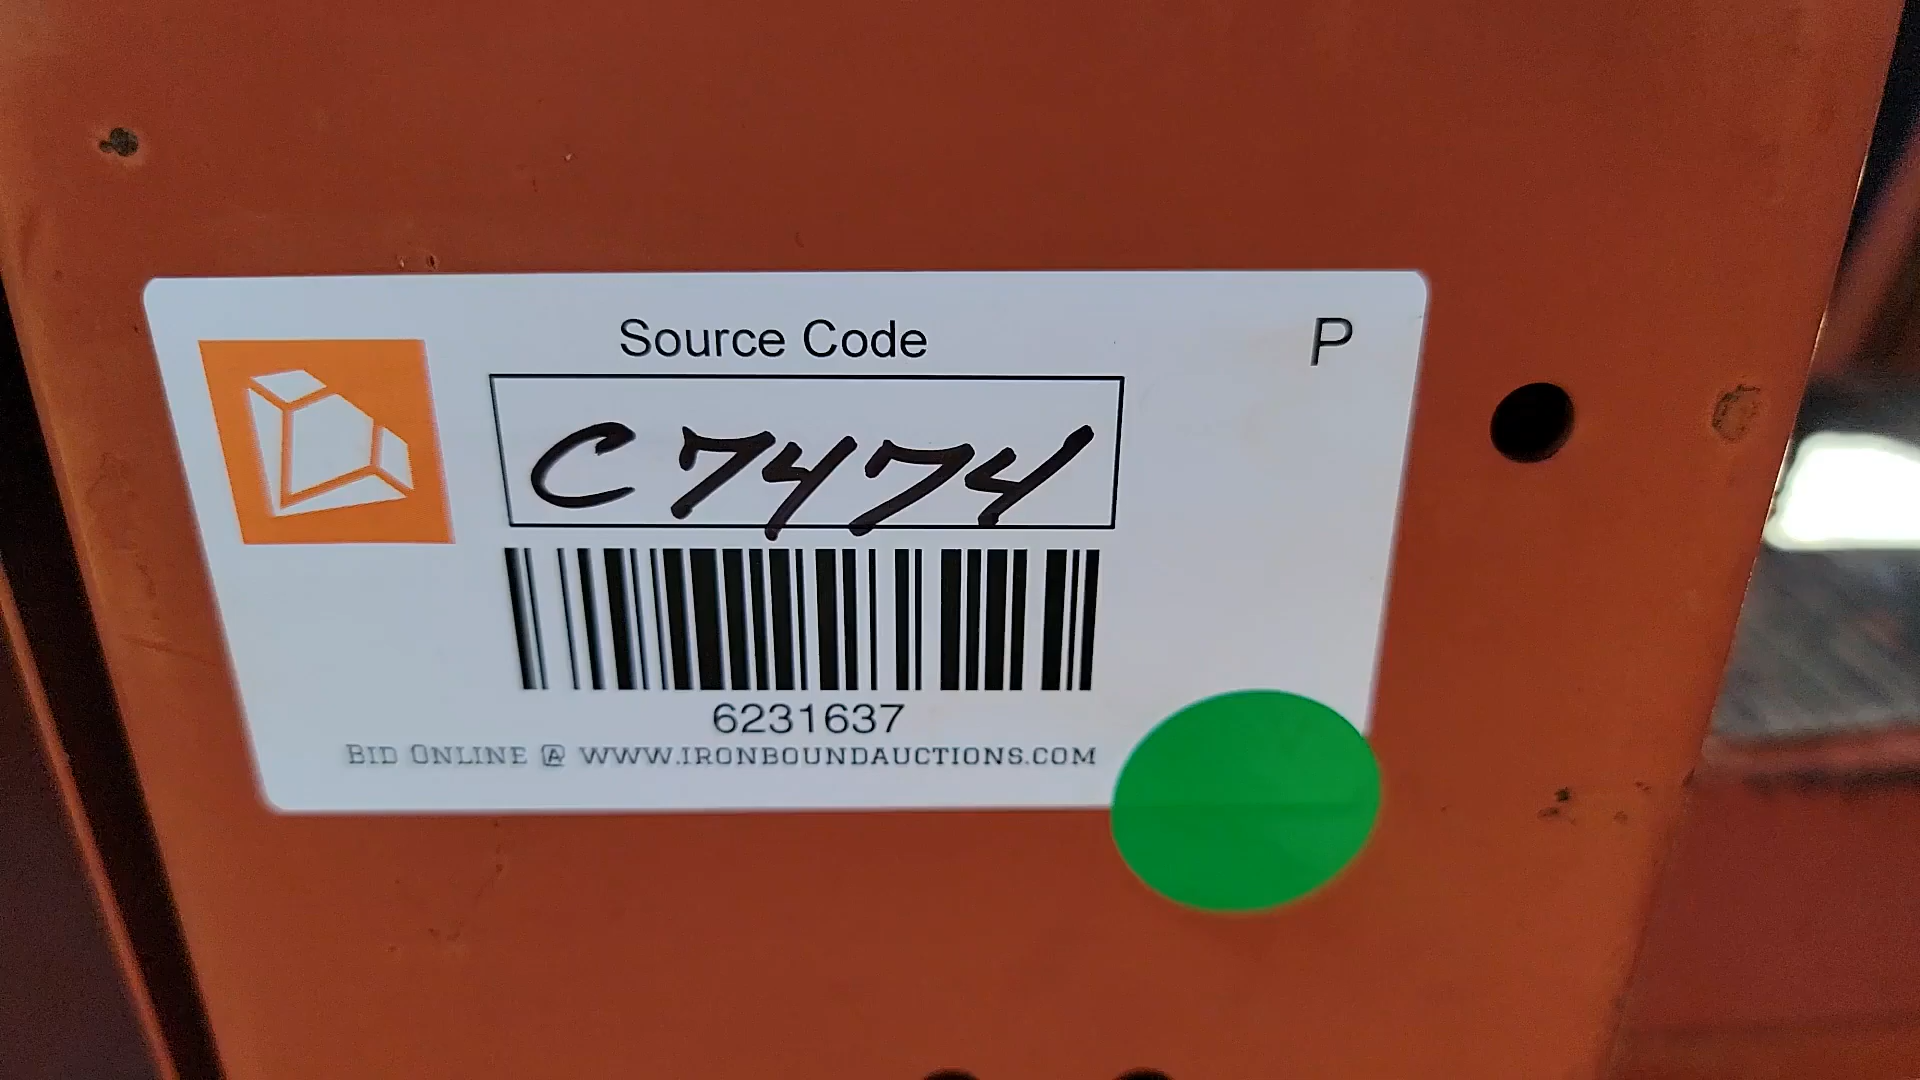 Source Code
P
C7474
6231637
BID ONLINE @ WWW.IRONBOUNDAUCTIONS.COM